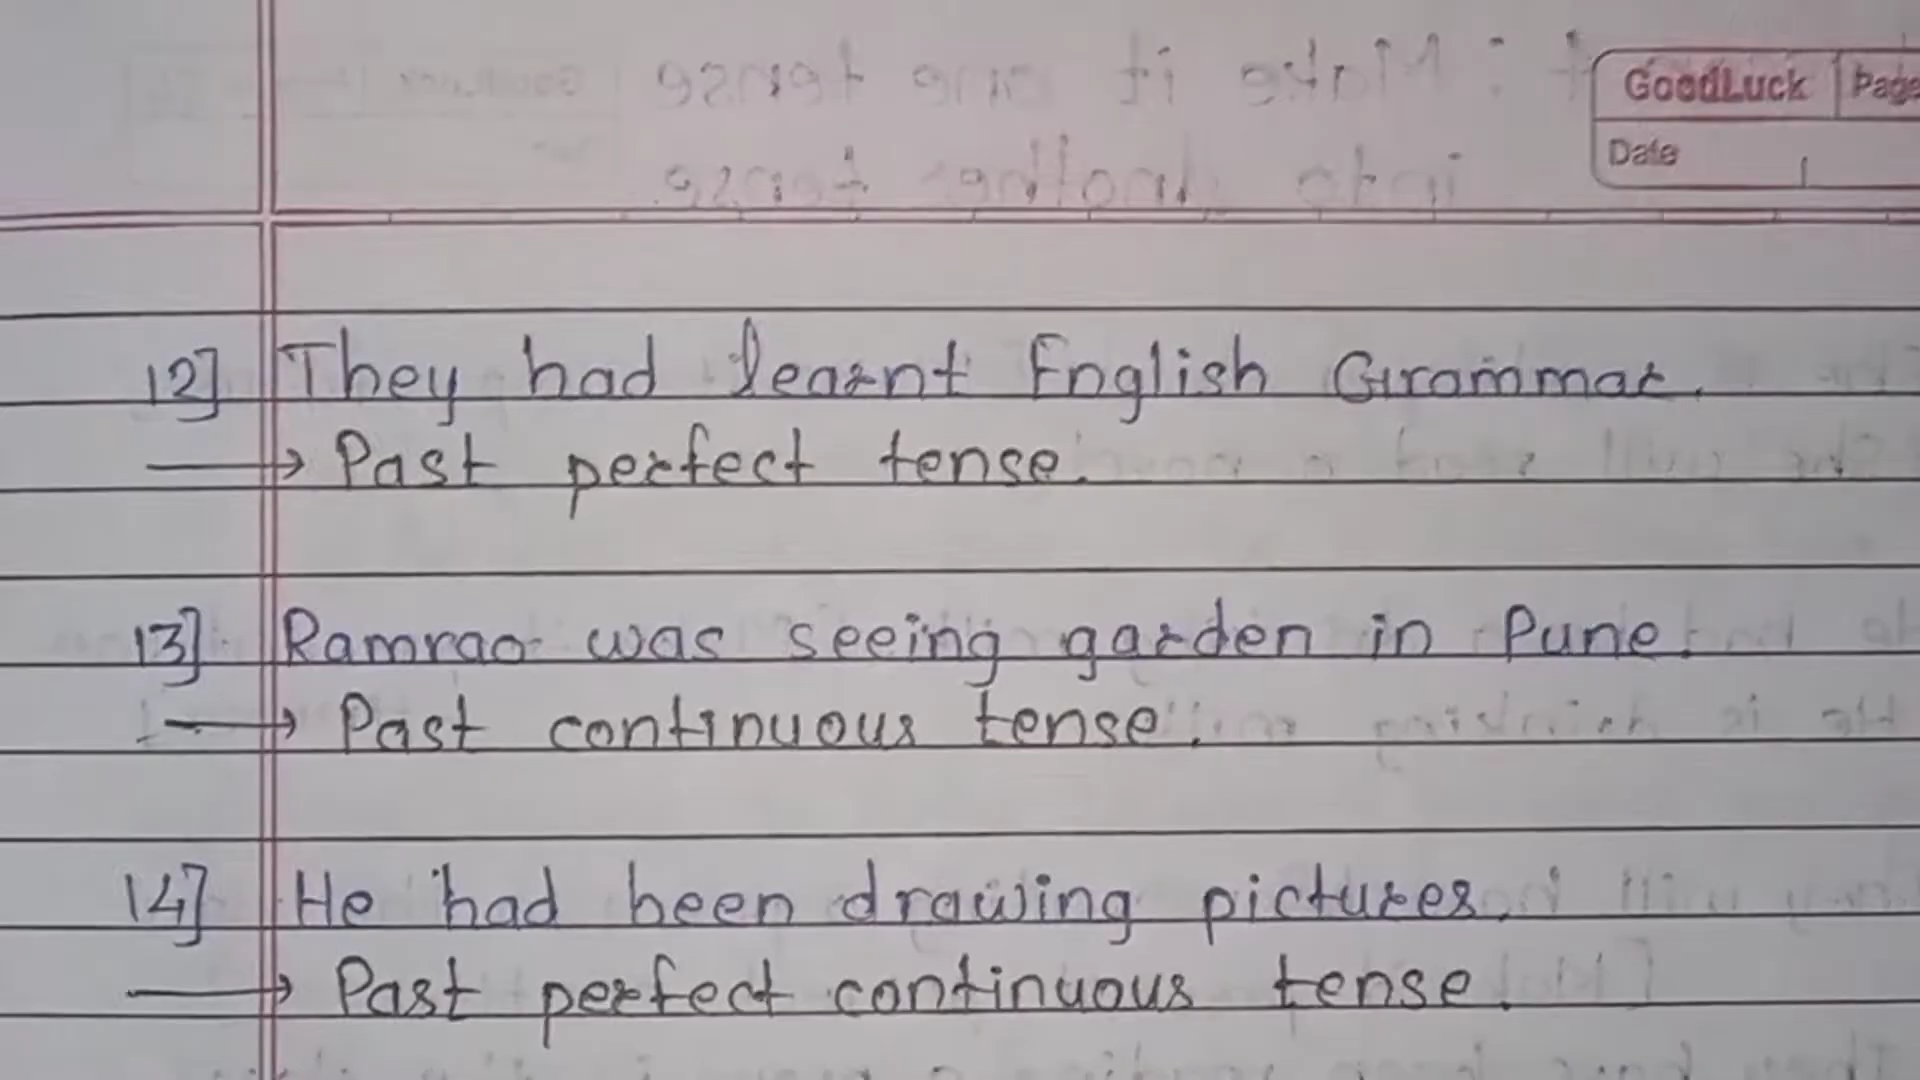 GoodLuck Page
Date
12] They had learnt English Grammar.
→ Past perfect tense.
13] Ramrao was seeing garden in Pune.
→ Past continuous tense.
14] He had been drawing pictures.
→ Past perfect continuous tense.